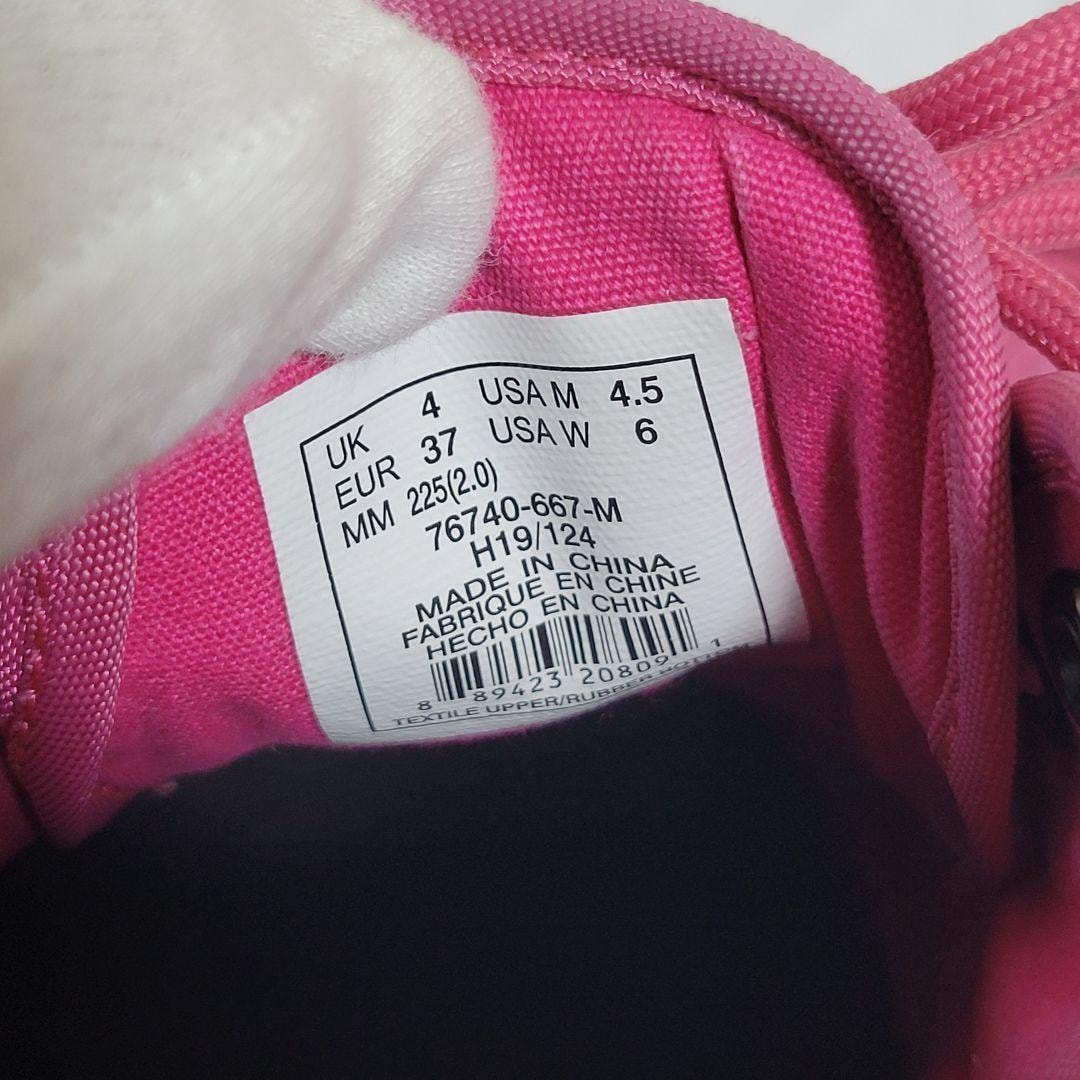 UK 4 USA M 4.5
EUR 37 USA W 6
MM 225(2.0)
76740-667-M
H19/124
MADE IN CHINA
FABRIQUE EN CHINE
HECHO EN CHINA
8 89423 20809 1
TEXTILE UPPER/RUBBER BOTTOM